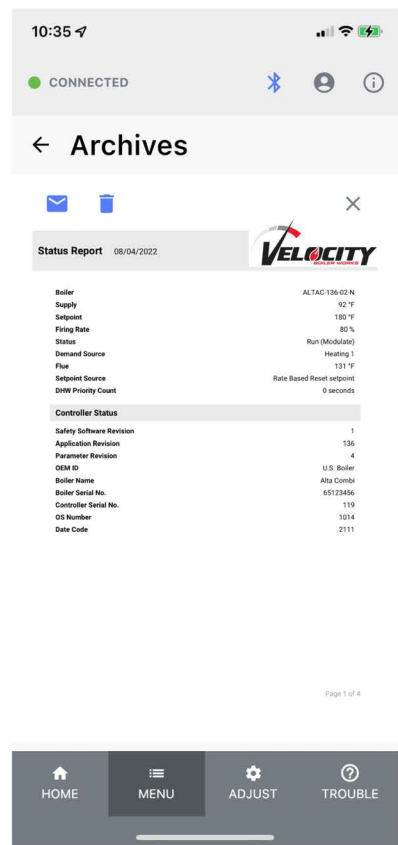 10:35
CONNECTED
Archives
Status Report 08/04/2022
VELOCITY
BOILER WORKS
Boiler ALTAC-136-02-N
Supply 92 °F
Setpoint 180 °F
Firing Rate 80 %
Status Run (Modulate)
Demand Source Heating 1
Flue 131 °F
Setpoint Source Rate Based Reset setpoint
DHW Priority Count 0 seconds
Controller Status
Safety Software Revision 1
Application Revision 136
Parameter Revision 4
OEM ID U.S. Boiler
Boiler Name Alta Combi
Boiler Serial No. 65123456
Controller Serial No. 119
OS Number 1014
Date Code 2111
Page 1 of 4
HOME MENU ADJUST TROUBLE